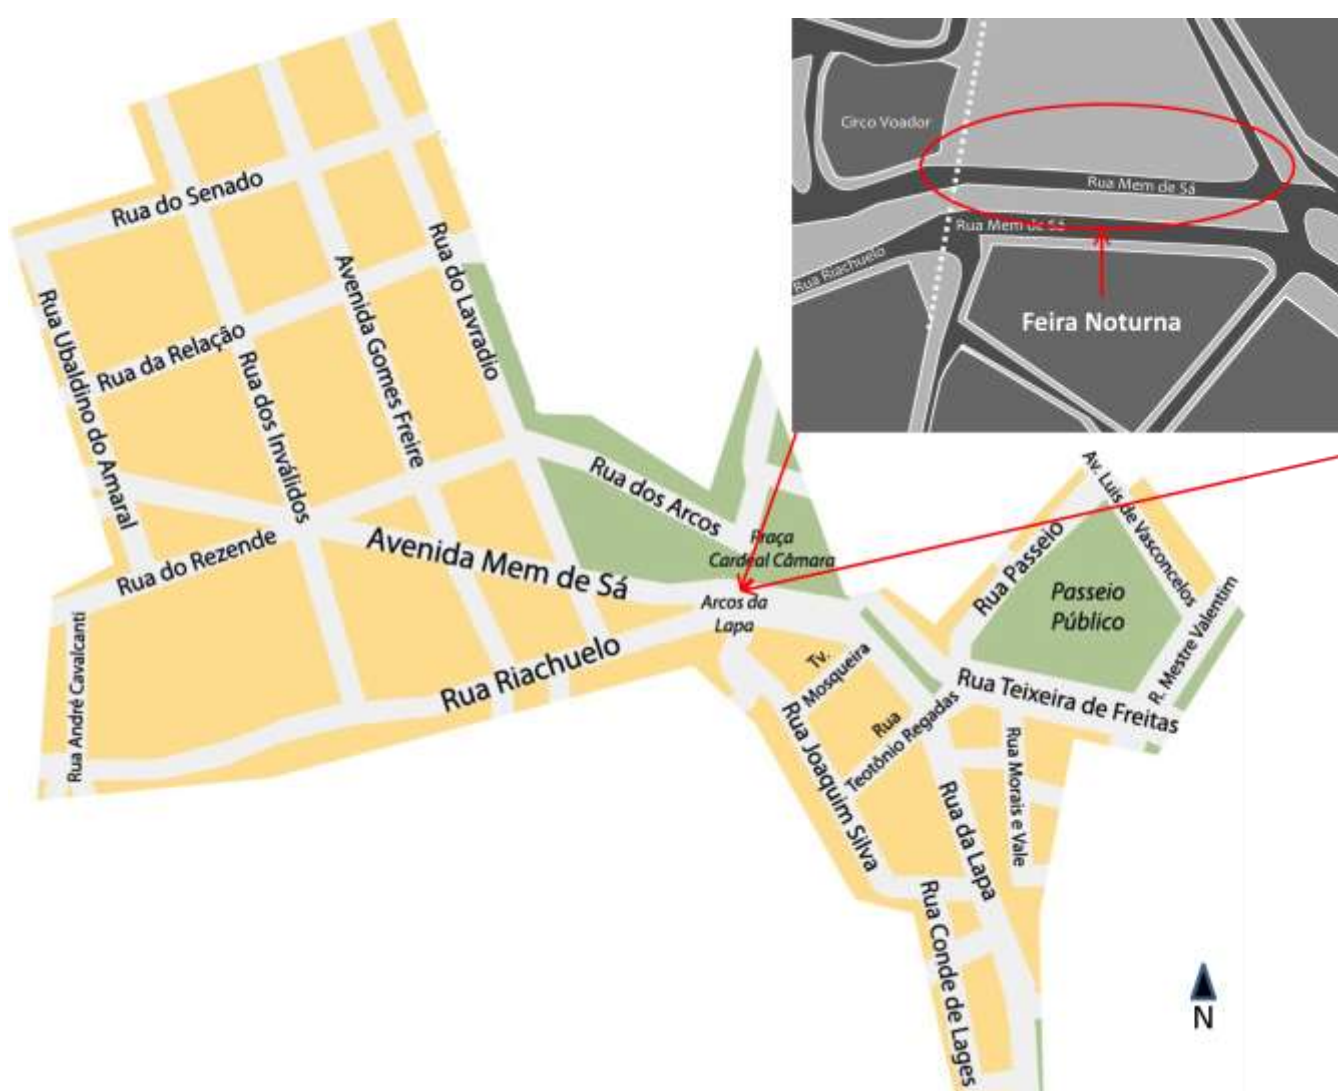 Circo Voador
Rua Mem de Sá
Rua Mem de Sá
Rua Riachuelo
Feira Noturna
Rua do Senado
Rua do Lavradio
Avenida Gomes Freire
Rua Ubaldino do Amaral
Rua da Relação
Rua dos Inválidos
Rua dos Arcos
Praça
Cardeal Câmara
Av. Luis de Vasconcelos
Rua Passeio
Passeio
Público
R. Mestre Valentim
Rua do Rezende
Avenida Mem de Sá
Arcos da
Lapa
Rua André Cavalcanti
Rua Riachuelo
Tv.
Mosqueira
Rua
Teotônio Regadas
Rua Teixeira de Freitas
Rua Joaquim Silva
Rua da Lapa
Rua Morais e Vale
Rua Conde de Lages
N